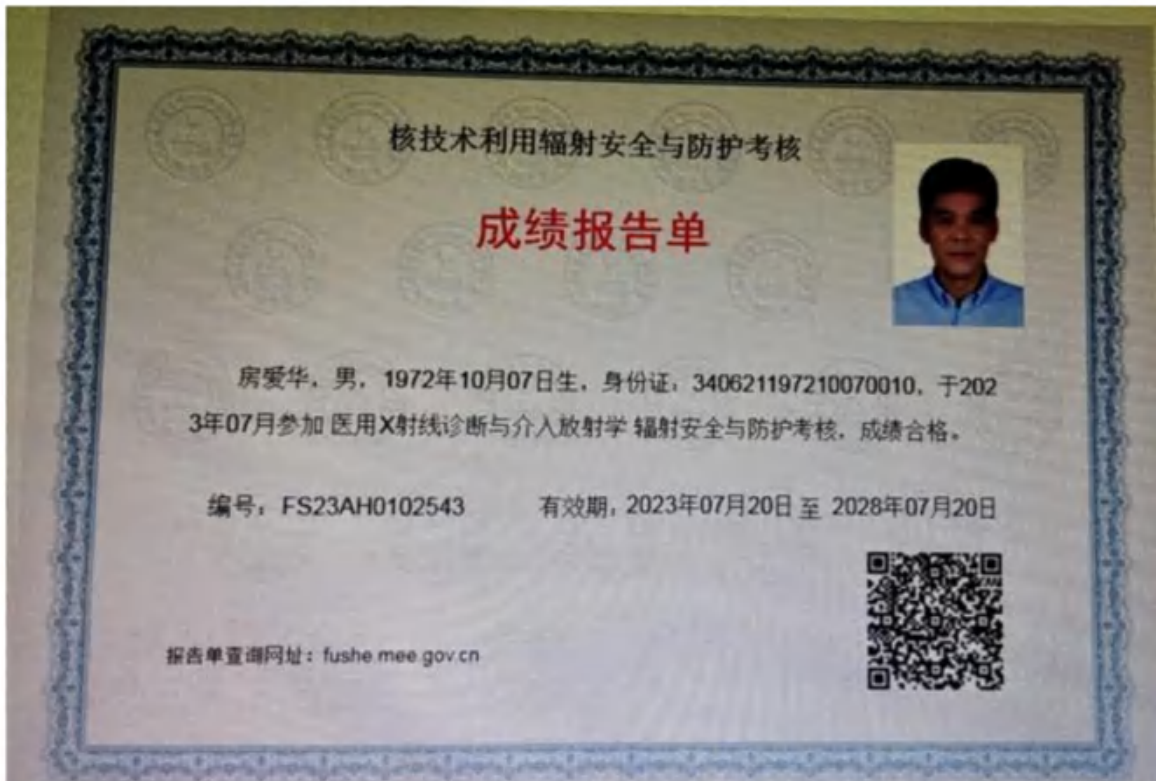 核技术利用辐射安全与防护考核
成绩报告单
房爱华，男，1972年10月07日生，身份证：340621197210070010，于202
3年07月参加 医用X射线诊断与介入放射学 辐射安全与防护考核，成绩合格。
编号：FS23AH0102543 有效期：2023年07月20日 至 2028年07月20日
报告单查询网址：fushe.mee.gov.cn